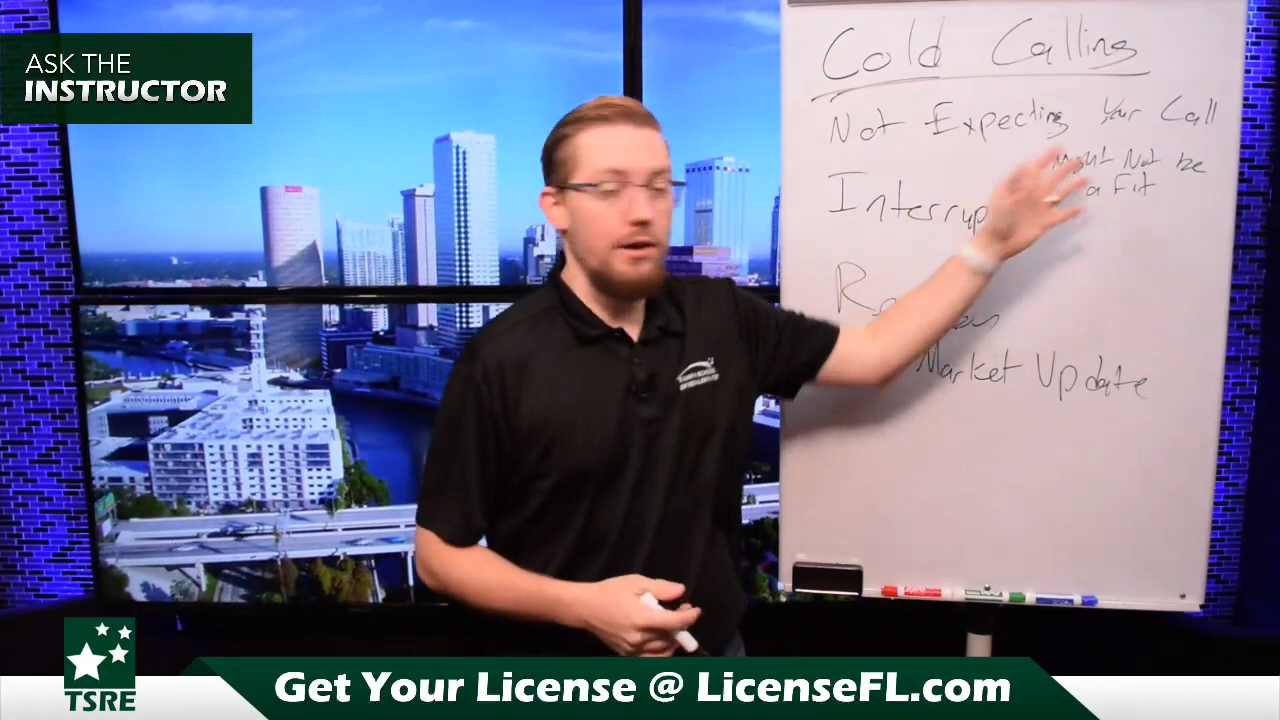 ASK THE
INSTRUCTOR
Cold Calling
Not Expecting Your Call
Might Not be
a Fit
Market Update
TSRE
Get Your License @ LicenseFL.com